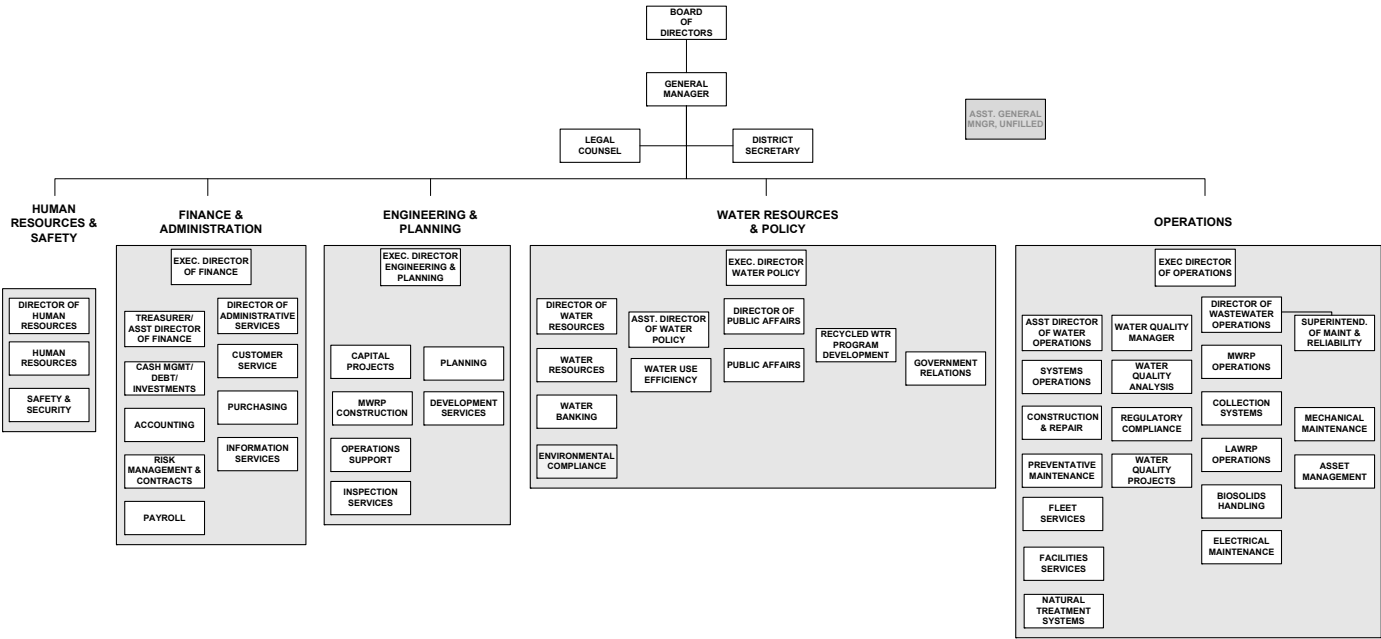 BOARD
OF
DIRECTORS
GENERAL
MANAGER
ASST. GENERAL
MNGR, UNFILLED
LEGAL
COUNSEL
DISTRICT
SECRETARY
HUMAN
RESOURCES &
SAFETY
DIRECTOR OF
HUMAN
RESOURCES
HUMAN
RESOURCES
SAFETY &
SECURITY
FINANCE &
ADMINISTRATION
EXEC. DIRECTOR
OF FINANCE
TREASURER/
ASST DIRECTOR
OF FINANCE
CASH MGMT/
DEBT/
INVESTMENTS
ACCOUNTING
RISK
MANAGEMENT &
CONTRACTS
PAYROLL
DIRECTOR OF
ADMINISTRATIVE
SERVICES
CUSTOMER
SERVICE
PURCHASING
INFORMATION
SERVICES
ENGINEERING &
PLANNING
EXEC. DIRECTOR
ENGINEERING &
PLANNING
CAPITAL
PROJECTS
MWRP
CONSTRUCTION
OPERATIONS
SUPPORT
INSPECTION
SERVICES
PLANNING
DEVELOPMENT
SERVICES
WATER RESOURCES
& POLICY
EXEC. DIRECTOR
WATER POLICY
DIRECTOR OF
WATER
RESOURCES
WATER
RESOURCES
WATER
BANKING
ENVIRONMENTAL
COMPLIANCE
ASST. DIRECTOR
OF WATER
POLICY
WATER USE
EFFICIENCY
DIRECTOR OF
PUBLIC AFFAIRS
PUBLIC AFFAIRS
RECYCLED WTR
PROGRAM
DEVELOPMENT
GOVERNMENT
RELATIONS
OPERATIONS
EXEC DIRECTOR
OF OPERATIONS
ASST DIRECTOR
OF WATER
OPERATIONS
SYSTEMS
OPERATIONS
CONSTRUCTION
& REPAIR
PREVENTATIVE
MAINTENANCE
FLEET
SERVICES
FACILITIES
SERVICES
NATURAL
TREATMENT
SYSTEMS
WATER QUALITY
MANAGER
WATER
QUALITY
ANALYSIS
REGULATORY
COMPLIANCE
WATER
QUALITY
PROJECTS
DIRECTOR OF
WASTEWATER
OPERATIONS
MWRP
OPERATIONS
COLLECTION
SYSTEMS
LAWRP
OPERATIONS
BIOSOLIDS
HANDLING
ELECTRICAL
MAINTENANCE
SUPERINTEND.
OF MAINT &
RELIABILITY
MECHANICAL
MAINTENANCE
ASSET
MANAGEMENT